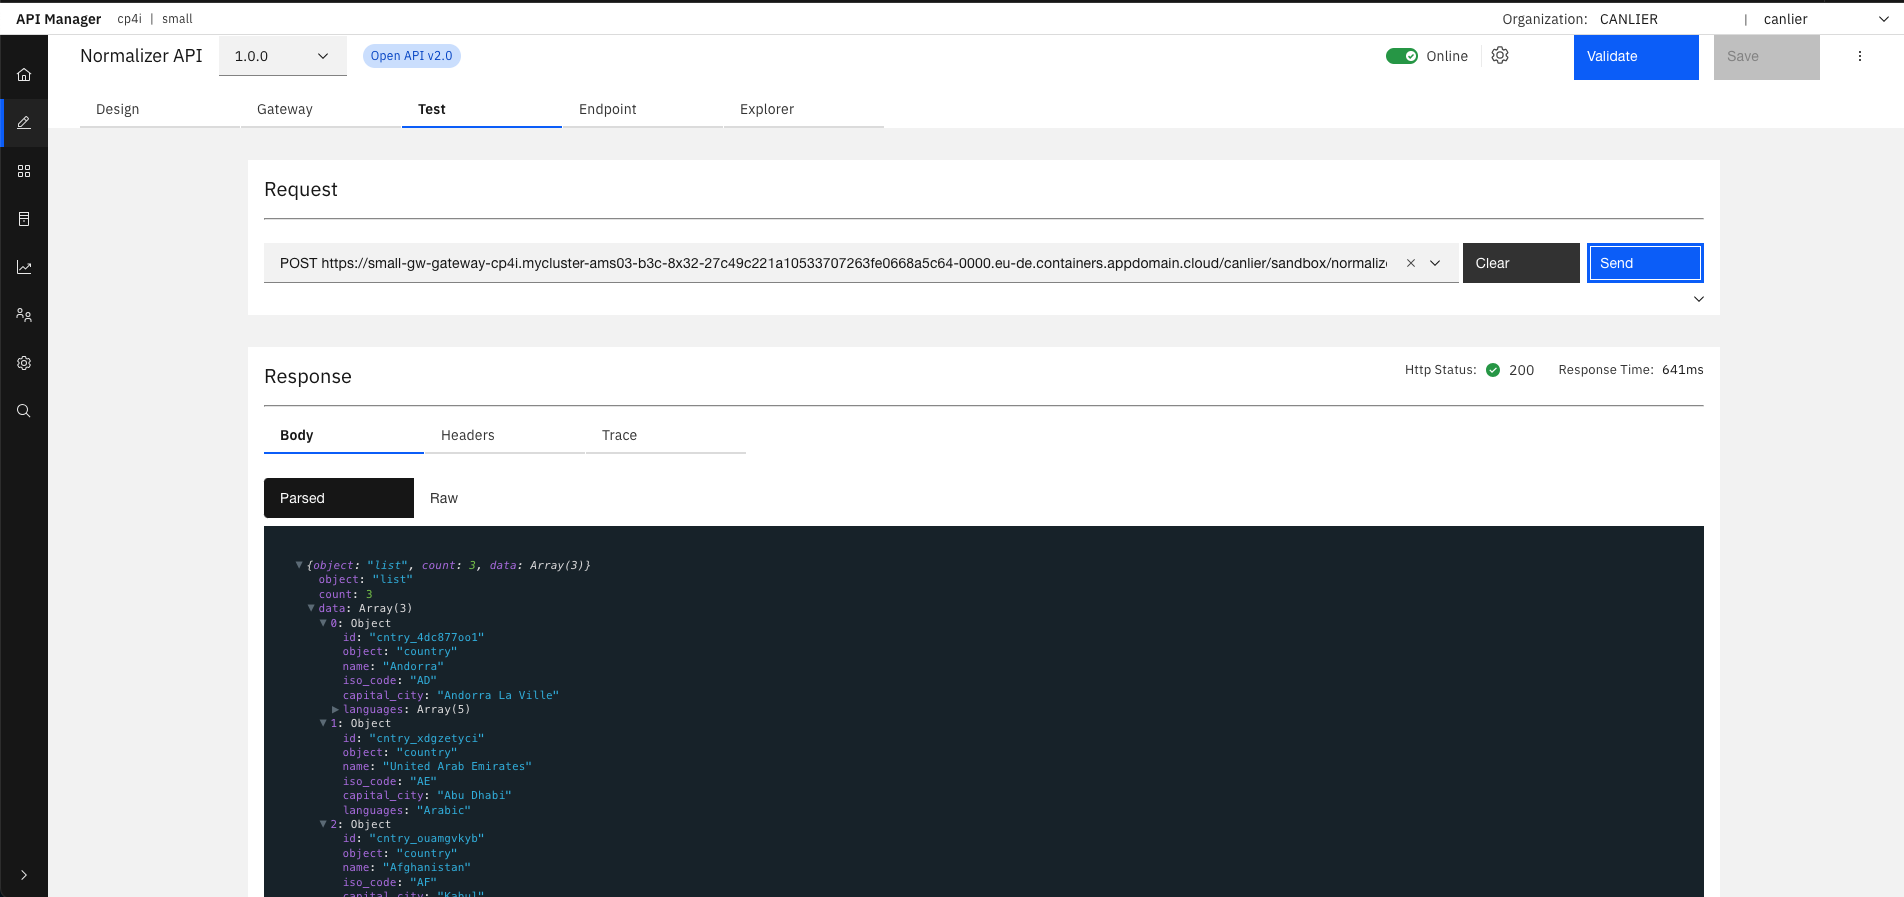 API Manager cp4i | small Organization: CANLIER | canlier
Normalizer API 1.0.0 Open API v2.0 Online Validate Save
Design Gateway Test Endpoint Explorer
Request
POST https://small-gw-gateway-cp4i.mycluster-ams03-b3c-8x32-27c49c221a10533707263fe0668a5c64-0000.eu-de.containers.appdomain.cloud/canlier/sandbox/normaliz Clear Send
Response Http Status: 200 Response Time: 641ms
Body Headers Trace
Parsed Raw
{object: "list", count: 3, data: Array(3)}
object: "list"
count: 3
data: Array(3)
0: Object
id: "cntry_4dc877oo1"
object: "country"
name: "Andorra"
iso_code: "AD"
capital_city: "Andorra La Ville"
languages: Array(5)
1: Object
id: "cntry_xdgzetyci"
object: "country"
name: "United Arab Emirates"
iso_code: "AE"
capital_city: "Abu Dhabi"
languages: "Arabic"
2: Object
id: "cntry_ouamgvkyb"
object: "country"
name: "Afghanistan"
iso_code: "AF"
capital_city: "Kabul"